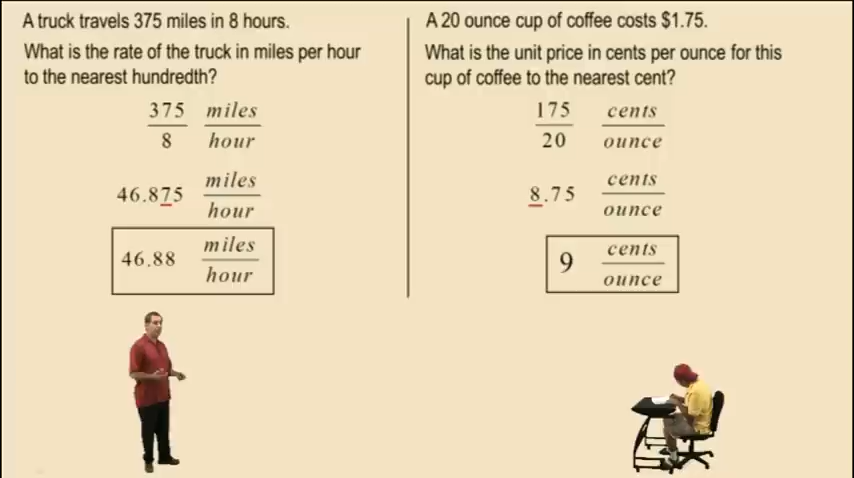 A truck travels 375 miles in 8 hours.
What is the rate of the truck in miles per hour
to the nearest hundredth?
375 miles
8 hour
46.875 miles
hour
46.88 miles
hour
A 20 ounce cup of coffee costs $1.75.
What is the unit price in cents per ounce for this
cup of coffee to the nearest cent?
175 cents
20 ounce
8.75 cents
ounce
9 cents
ounce